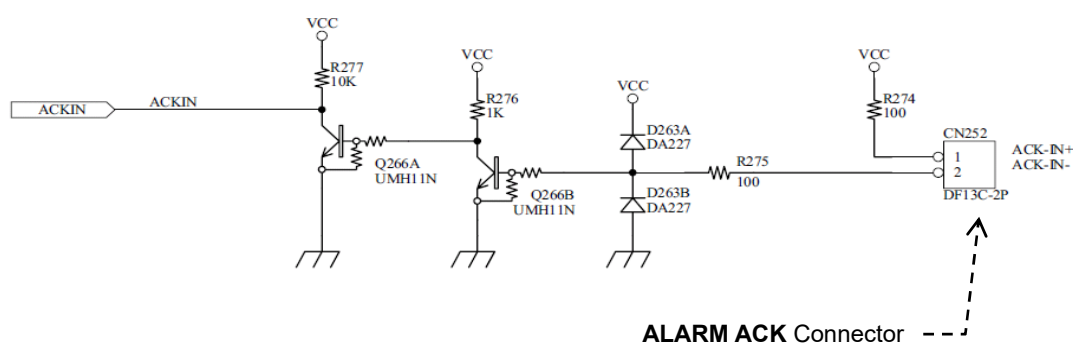 VCC
R277
10K
ACKIN
ACKIN
Q266A
UMH11N
VCC
R276
1K
Q266B
UMH11N
VCC
D263A
DA227
D263B
DA227
R275
100
VCC
R274
100
CN252
1
2
DF13C-2P
ACK-IN+
ACK-IN-
ALARM ACK Connector